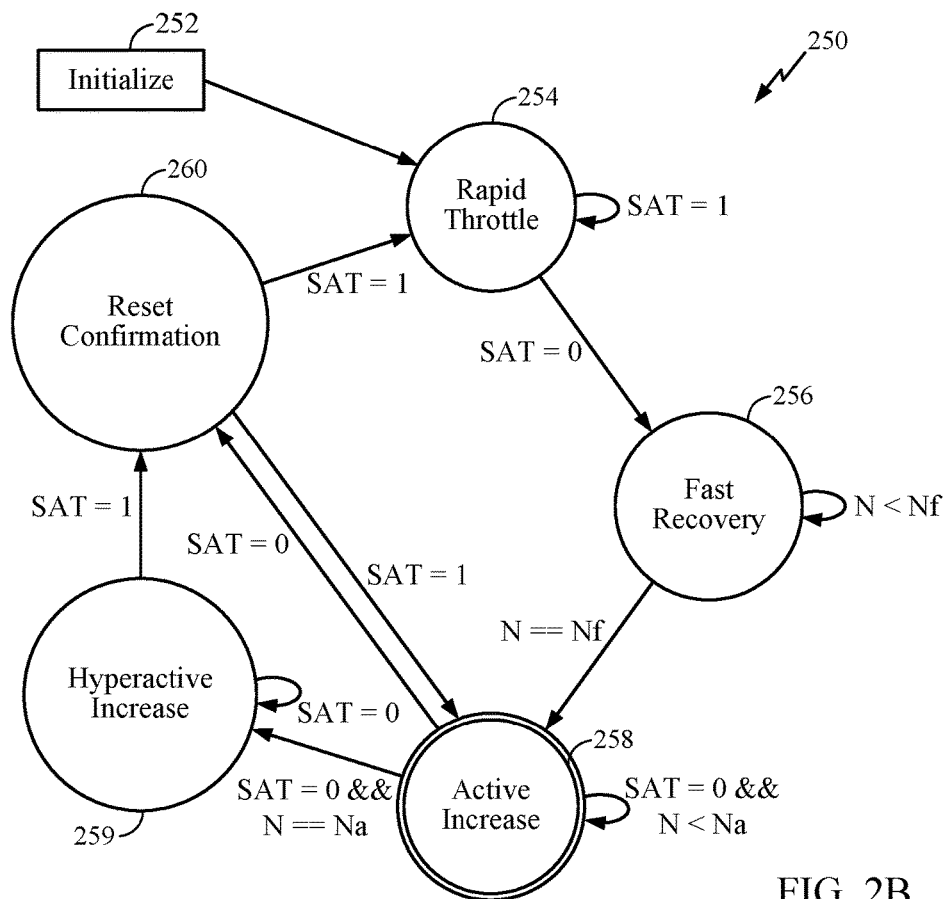 252
Initialize
250
254
Rapid
Throttle
SAT = 1
260
Reset
Confirmation
SAT = 1
SAT = 0
256
Fast
Recovery
N < Nf
SAT = 1
SAT = 0
SAT = 1
N == Nf
Hyperactive
Increase
SAT = 0
259
SAT = 0 &&
N == Na
258
Active
Increase
SAT = 0 &&
N < Na
FIG. 2B